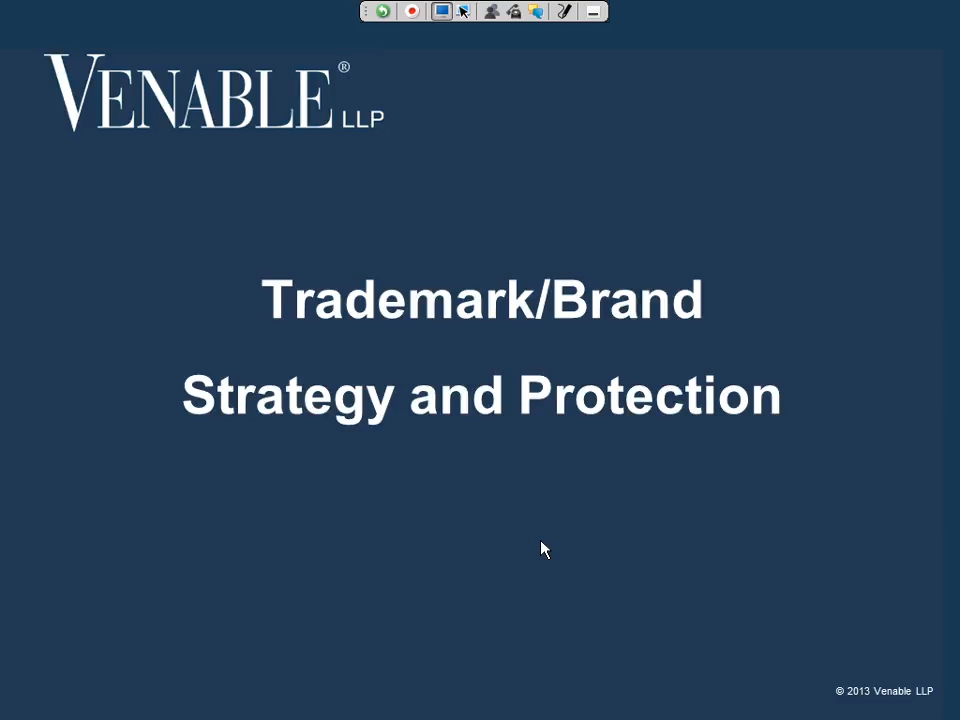 VENABLE® LLP
Trademark/Brand
Strategy and Protection
© 2013 Venable LLP